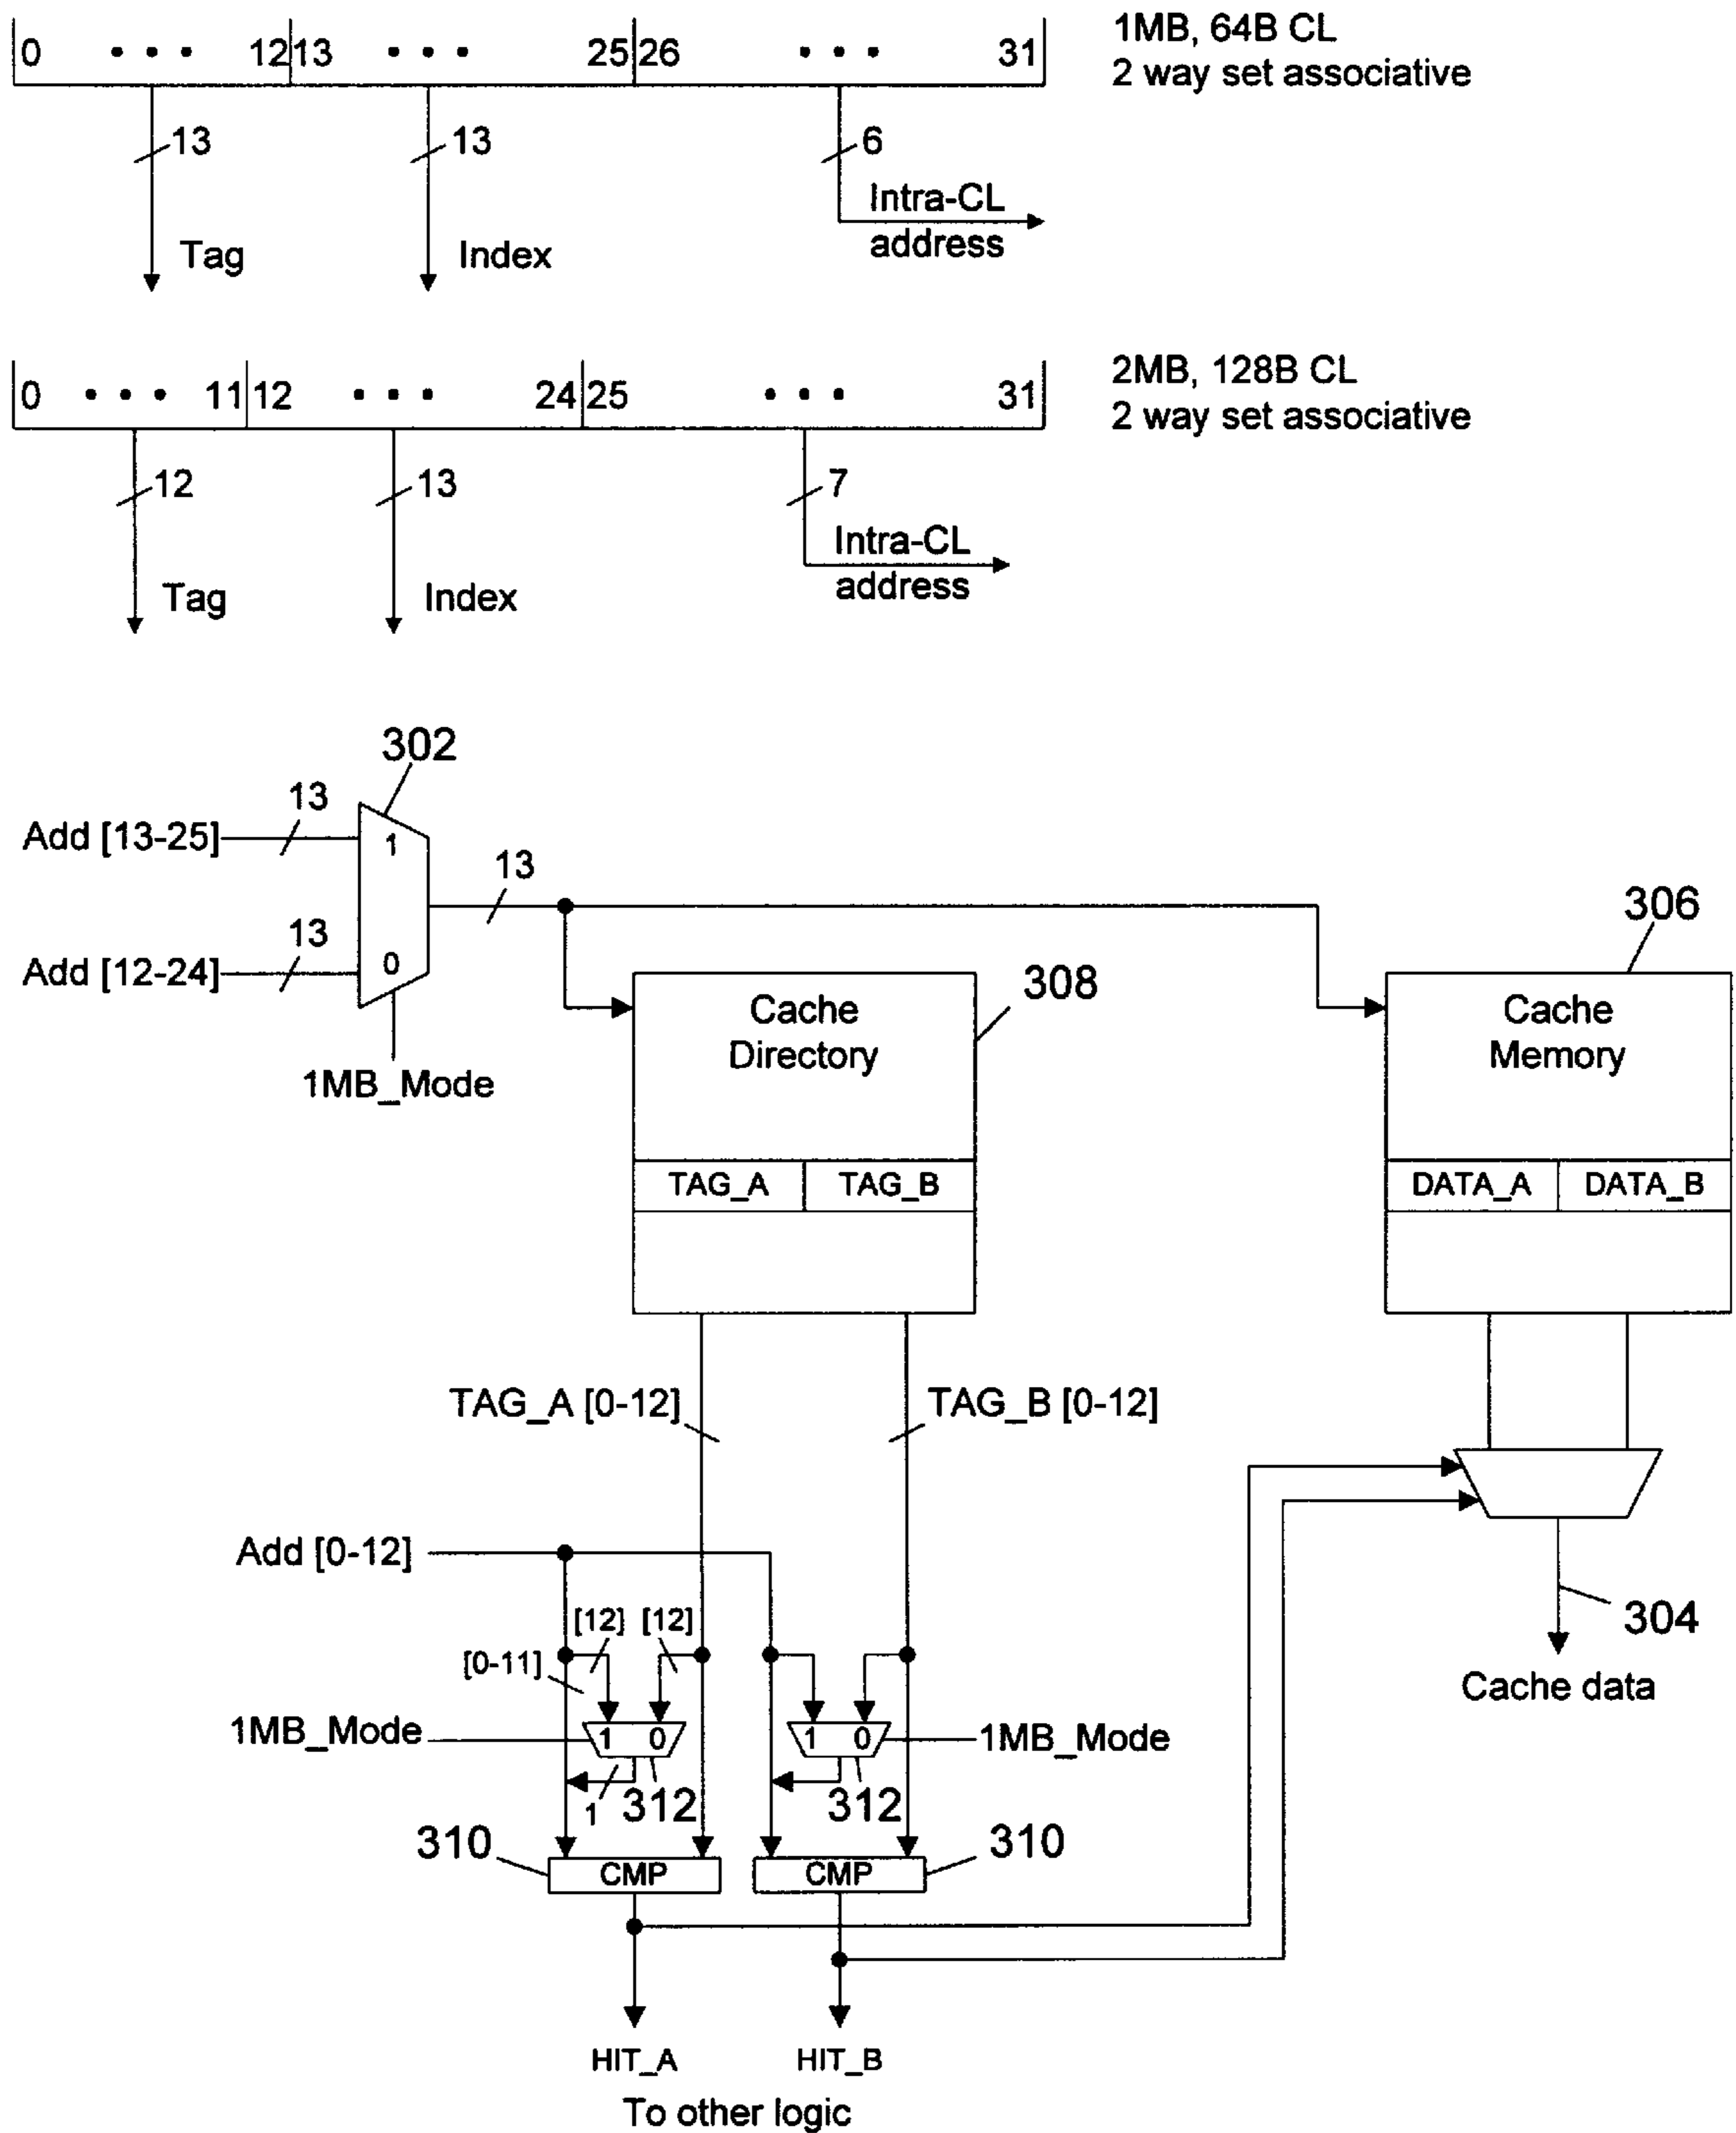 0 • • • 12 13 • • • 25 26 • • • 31
1MB, 64B CL
2 way set associative
13
13
6
Intra-CL
address
Tag
Index
0 • • • 11 12 • • • 24 25 • • • 31
2MB, 128B CL
2 way set associative
12
13
7
Intra-CL
address
Tag
Index
302
13
Add [13-25]
1
13
306
13
Add [12-24]
0
308
Cache
Directory
Cache
Memory
1MB_Mode
TAG_A TAG_B
DATA_A DATA_B
TAG_A [0-12]
TAG_B [0-12]
Add [0-12]
[12] [12]
[0-11]
304
Cache data
1MB_Mode
1 0
1 0
1MB_Mode
1
312
312
310
CMP
CMP
310
HIT_A
HIT_B
To other logic